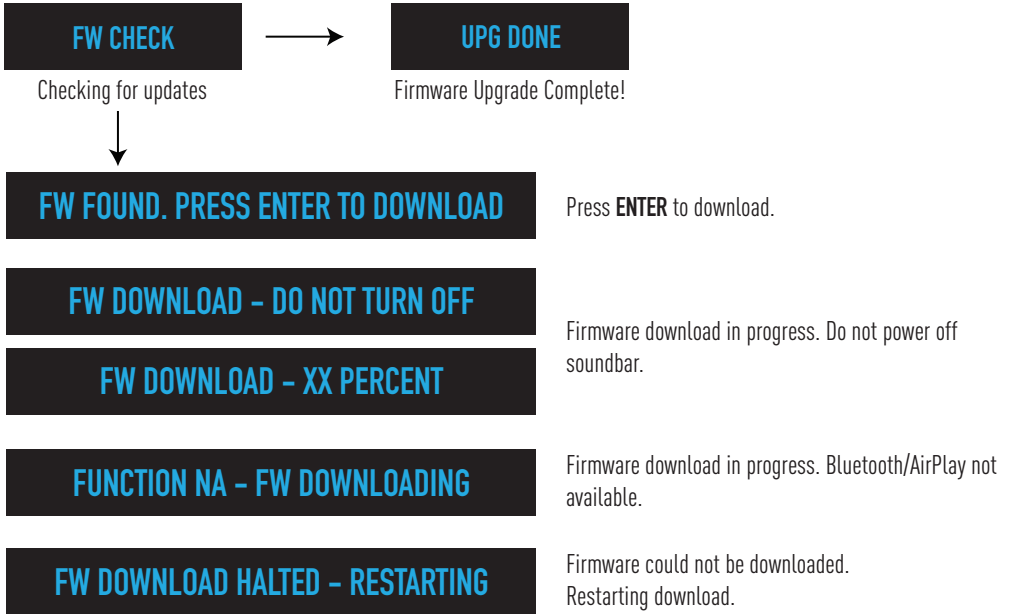 FW CHECK
UPG DONE
Checking for updates
Firmware Upgrade Complete!
FW FOUND. PRESS ENTER TO DOWNLOAD
Press ENTER to download.
FW DOWNLOAD – DO NOT TURN OFF
FW DOWNLOAD – XX PERCENT
Firmware download in progress. Do not power off
soundbar.
FUNCTION NA – FW DOWNLOADING
Firmware download in progress. Bluetooth/AirPlay not
available.
FW DOWNLOAD HALTED – RESTARTING
Firmware could not be downloaded.
Restarting download.